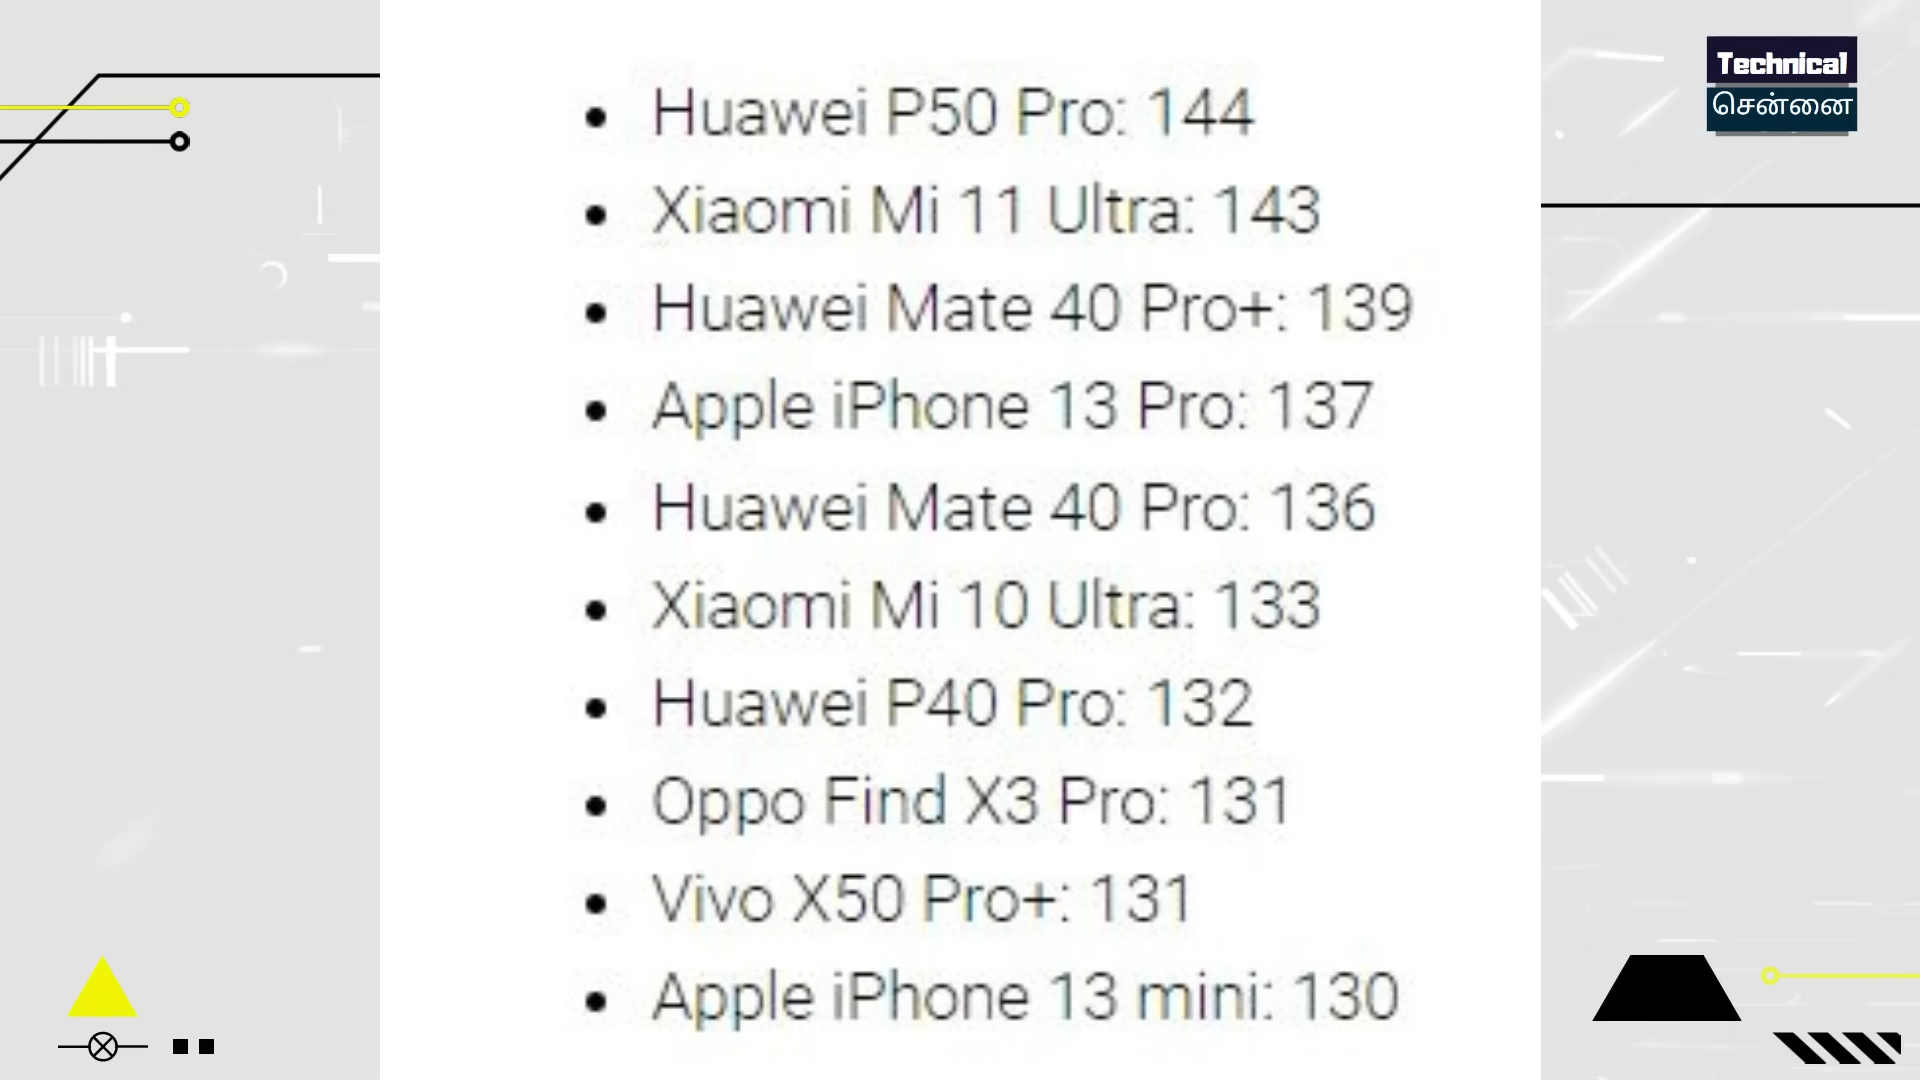 Technical
சென்னை
• Huawei P50 Pro: 144
• Xiaomi Mi 11 Ultra: 143
• Huawei Mate 40 Pro+: 139
• Apple iPhone 13 Pro: 137
• Huawei Mate 40 Pro: 136
• Xiaomi Mi 10 Ultra: 133
• Huawei P40 Pro: 132
• Oppo Find X3 Pro: 131
• Vivo X50 Pro+: 131
• Apple iPhone 13 mini: 130